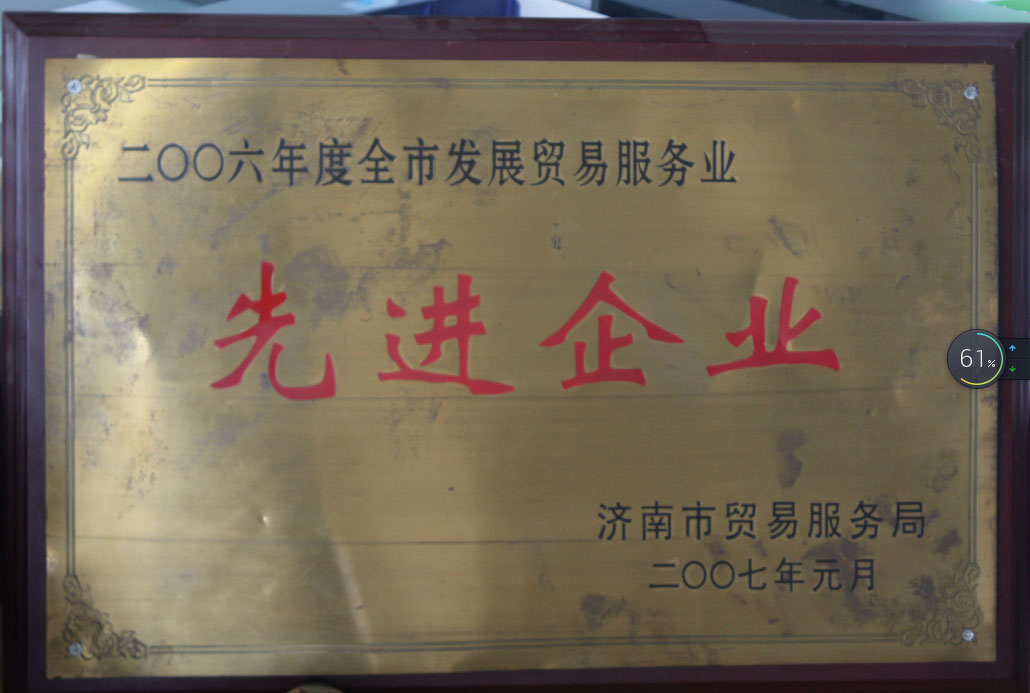 二〇〇六年度全市发展贸易服务业
先进企业
61%
济南市贸易服务局
二〇〇七年元月